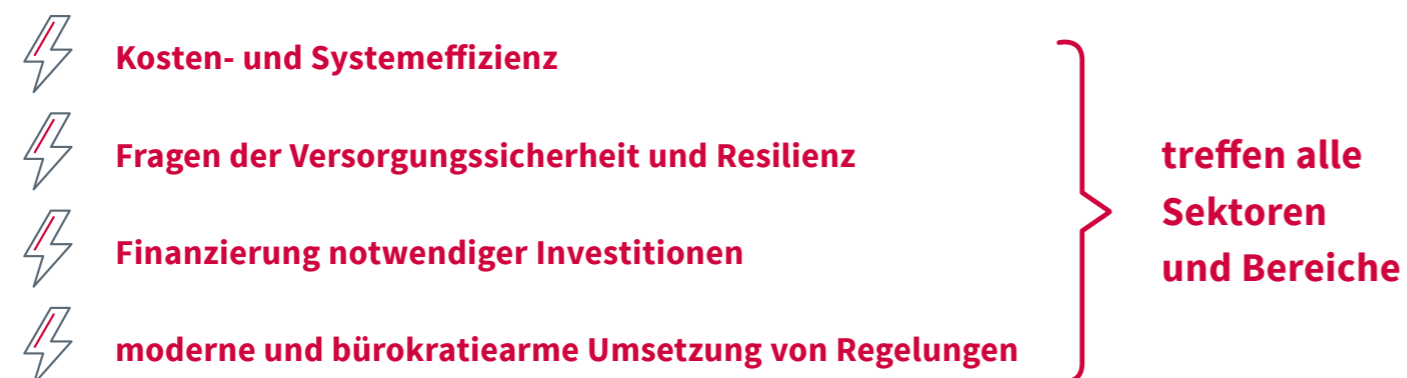 Kosten- und Systemeffizienz
Fragen der Versorgungssicherheit und Resilienz
Finanzierung notwendiger Investitionen
moderne und bürokratiearme Umsetzung von Regelungen
treffen alle
Sektoren
und Bereiche